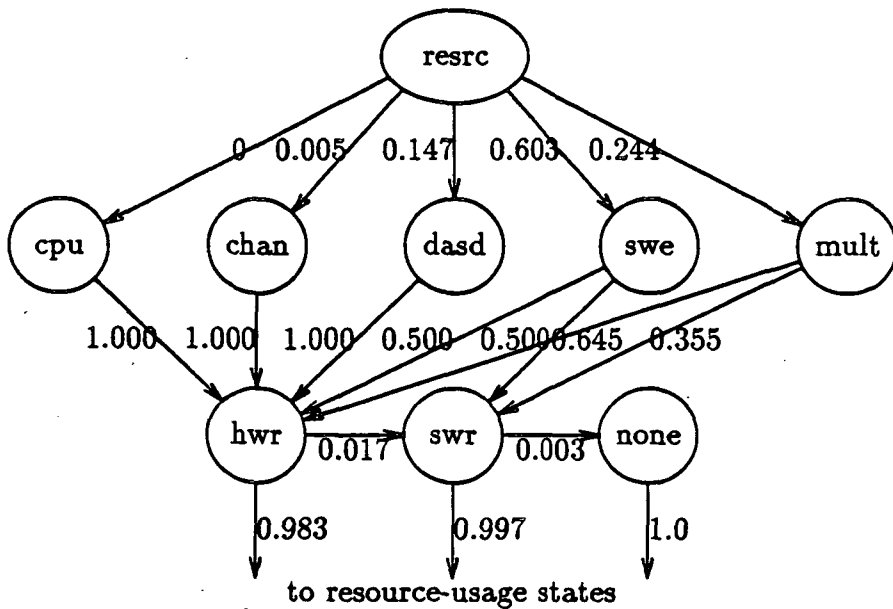 resrc
0 0.005 0.147 0.603 0.244
cpu chan dasd swe mult
1.000 1.000 1.000 0.500 0.500 0.645 0.355
hwr swr none
0.017 0.003
0.983 0.997 1.0
to resource-usage states